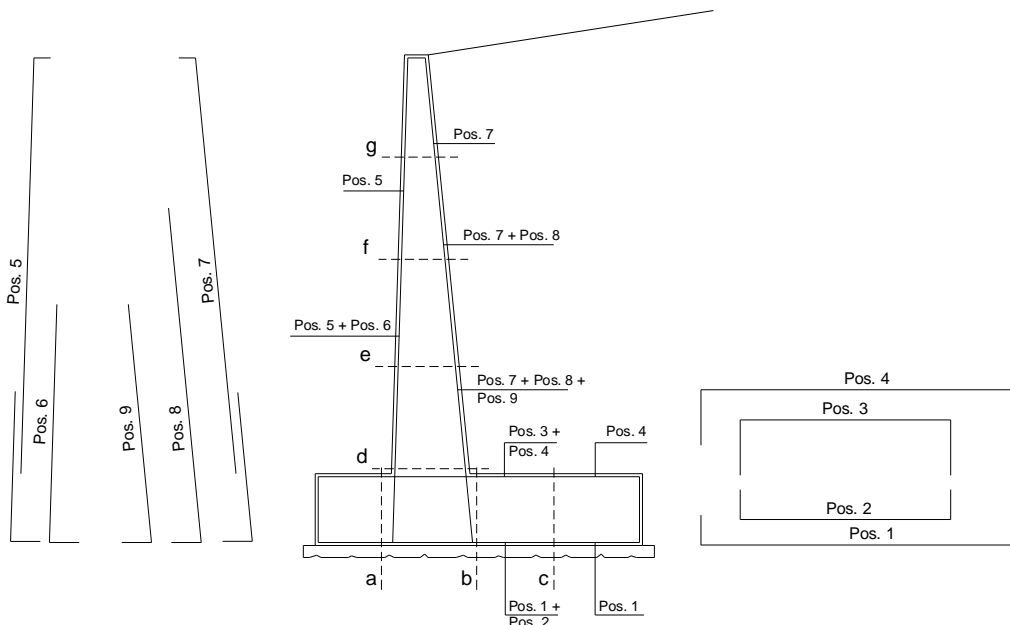 Pos. 5
Pos. 6
Pos. 9
Pos. 8
Pos. 7
g
Pos. 7
Pos. 5
f
Pos. 7 + Pos. 8
Pos. 5 + Pos. 6
e
Pos. 7 + Pos. 8 +
Pos. 9
d
Pos. 3 +
Pos. 4
Pos. 4
a
b
c
Pos. 1 +
Pos. 2
Pos. 1
Pos. 4
Pos. 3
Pos. 2
Pos. 1